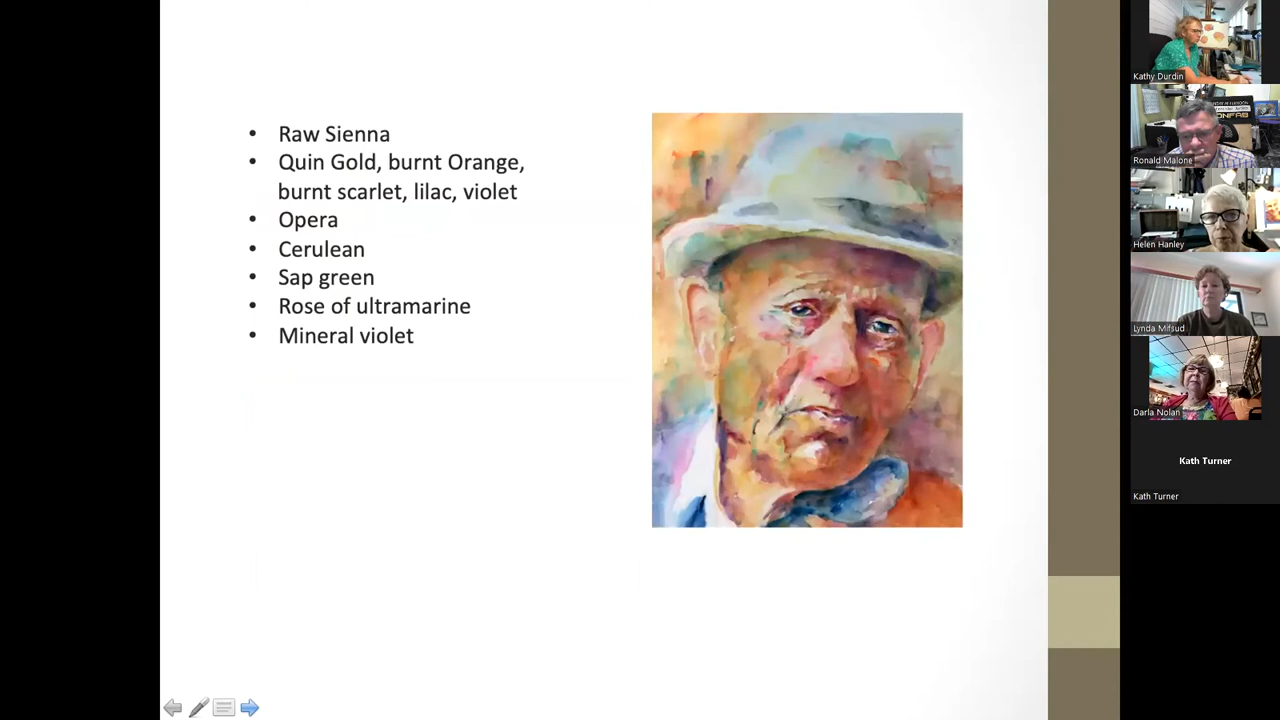 • Raw Sienna
• Quin Gold, burnt Orange,
burnt scarlet, lilac, violet
• Opera
• Cerulean
• Sap green
• Rose of ultramarine
• Mineral violet
Kathy Durdin
Ronald Malone
Helen Hanley
Lynda Mifsud
Darla Nolan
Kath Turner
Kath Turner